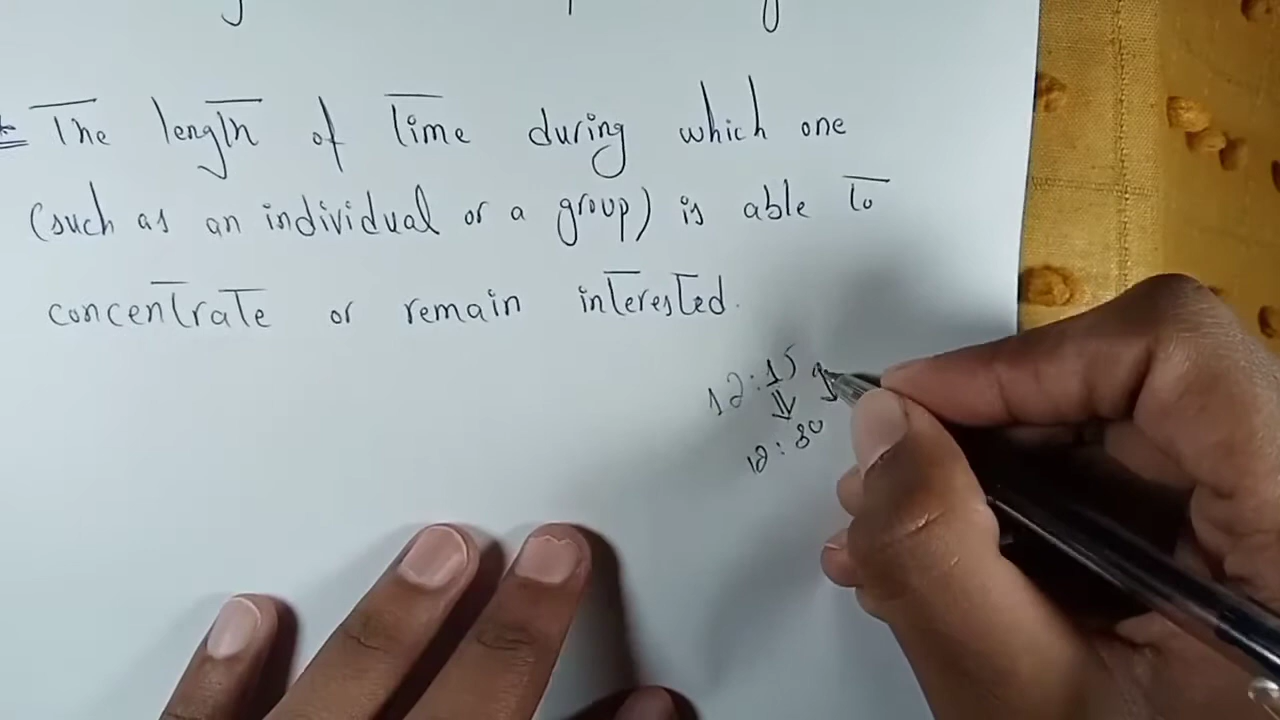 The length of time during which one
(such as an individual or a group) is able to
concentrate or remain interested.
12:15
12:30